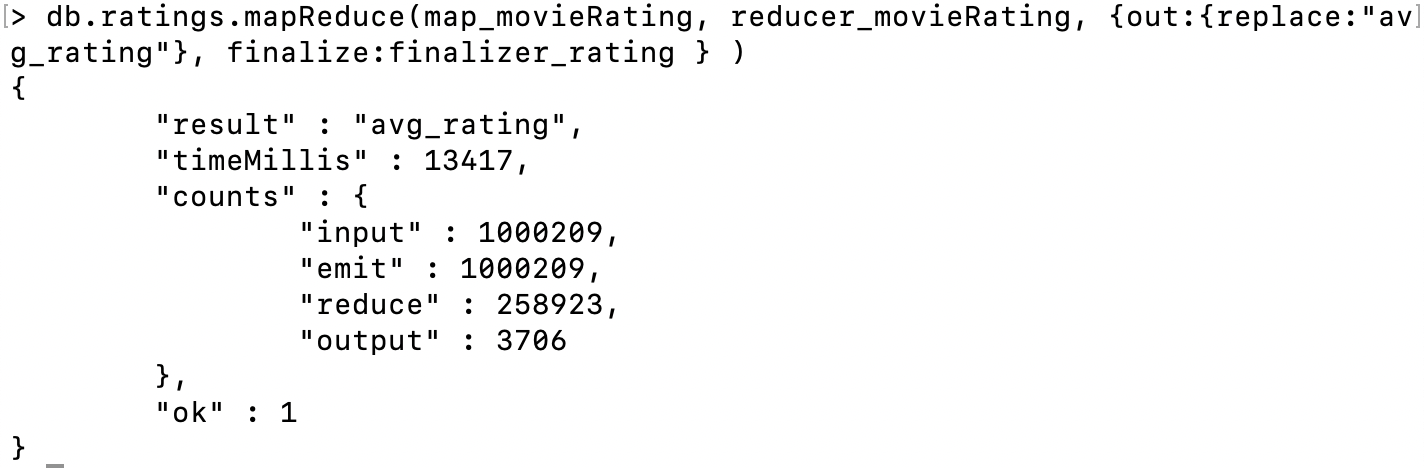 [> db.ratings.mapReduce(map_movieRating, reducer_movieRating, {out:{replace:"av]
g_rating"}, finalize:finalizer_rating } )
{
        "result" : "avg_rating",
        "timeMillis" : 13417,
        "counts" : {
                "input" : 1000209,
                "emit" : 1000209,
                "reduce" : 258923,
                "output" : 3706
        },
        "ok" : 1
}